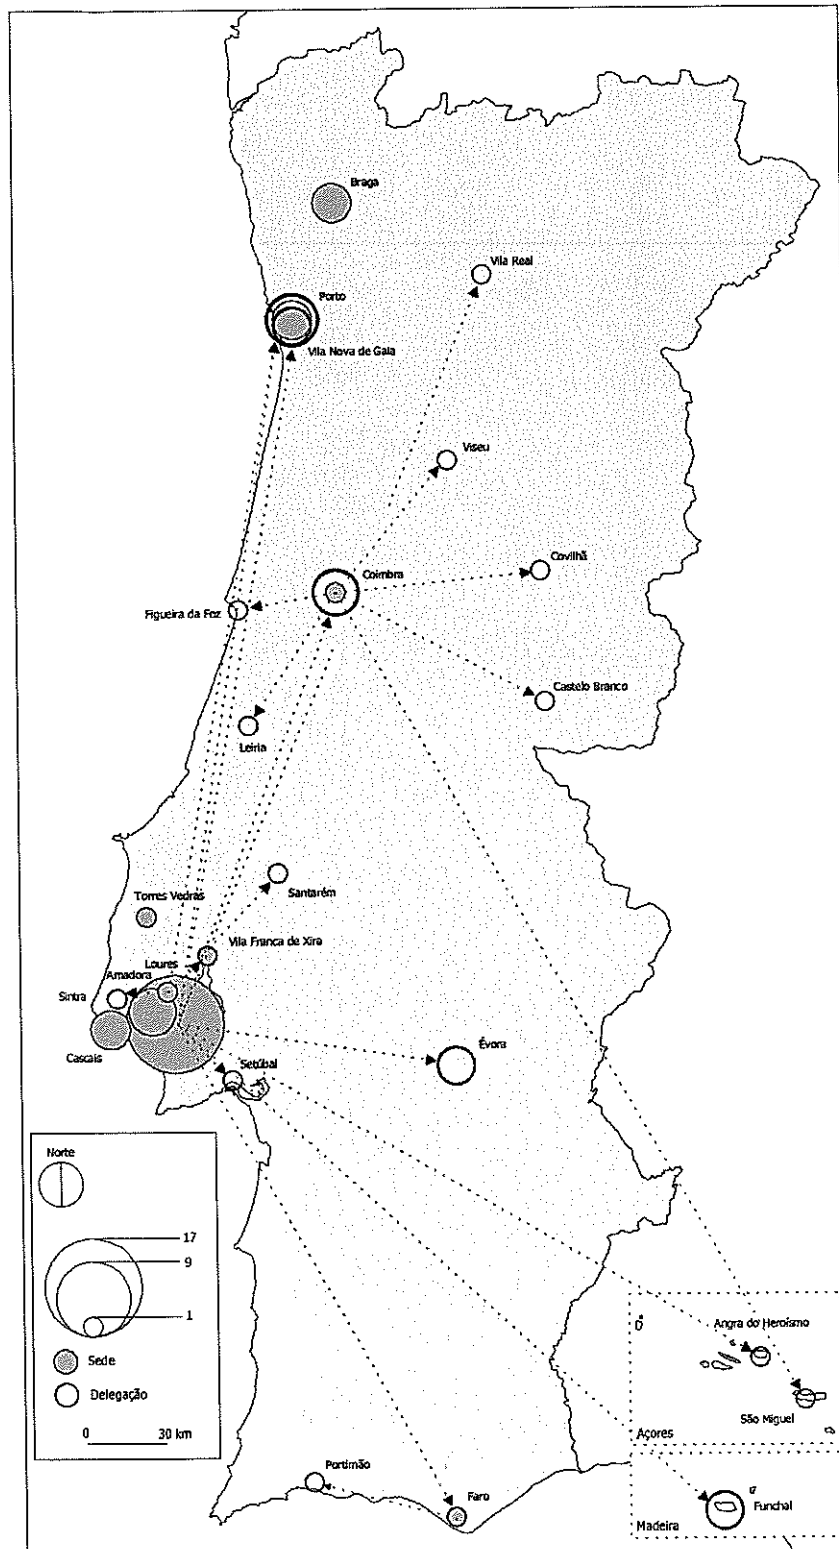 Braga
Vila Real
Porto
Vila Nova de Gaia
Viseu
Covilhã
Coimbra
Figueira da Foz
Castelo Branco
Leiria
Santarém
Torres Vedras
Vila Franca de Xira
Loures
Amadora
Sintra
Cascais
Évora
Setúbal
Norte
17
9
1
Sede
Delegação
0 30 km
Angra do Heroísmo
São Miguel
Açores
Portimão
Faro
Funchal
Madeira